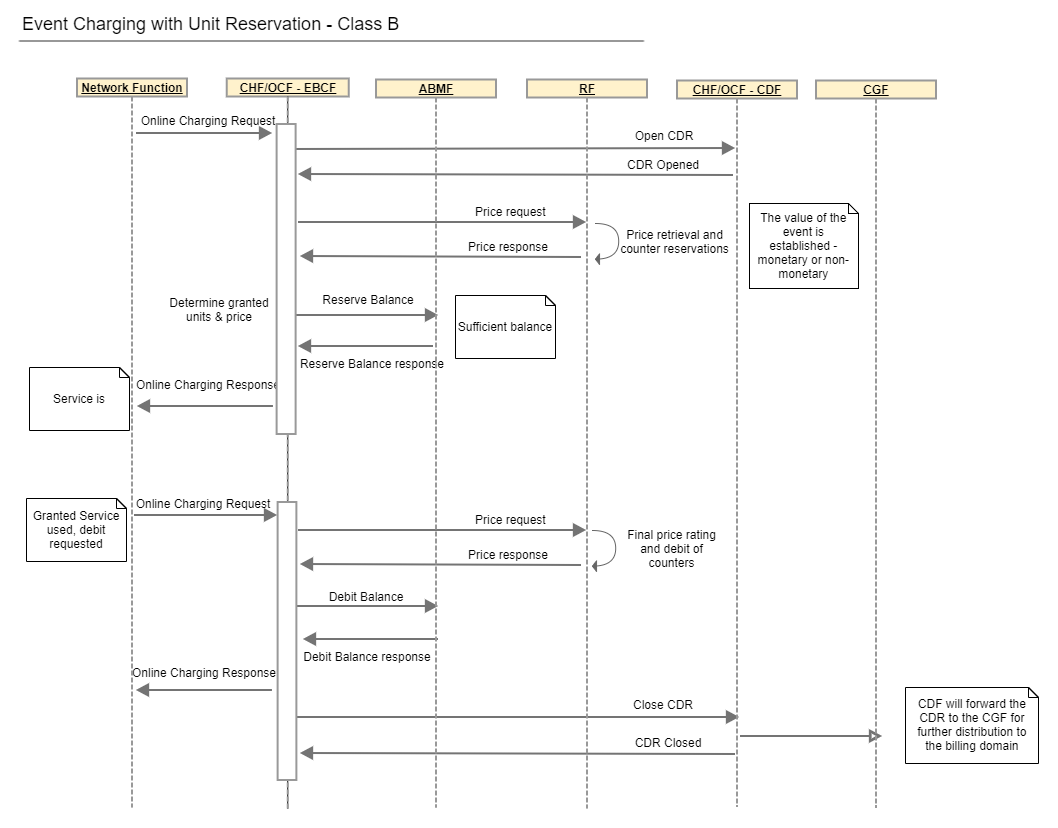 Event Charging with Unit Reservation - Class B
Network Function
CHF/OCF - EBCF
ABMF
RF
CHF/OCF - CDF
CGF
Online Charging Request
Open CDR
CDR Opened
Price request
Price retrieval and
counter reservations
Price response
The value of the
event is
established -
monetary or non-
monetary
Determine granted
units & price
Reserve Balance
Sufficient balance
Reserve Balance response
Online Charging Response
Service is
Online Charging Request
Granted Service
used, debit
requested
Price request
Price response
Final price rating
and debit of
counters
Debit Balance
Debit Balance response
Online Charging Response
Close CDR
CDR Closed
CDF will forward the
CDR to the CGF for
further distribution to
the billing domain